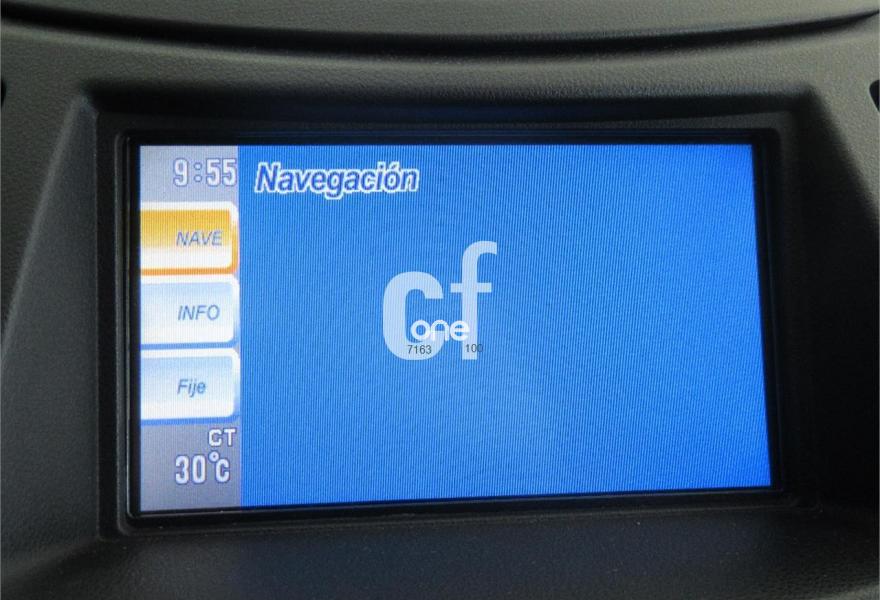 9:55
Navegación
NAVE
INFO
Fije
CT
30°C
cf
one
7163 100